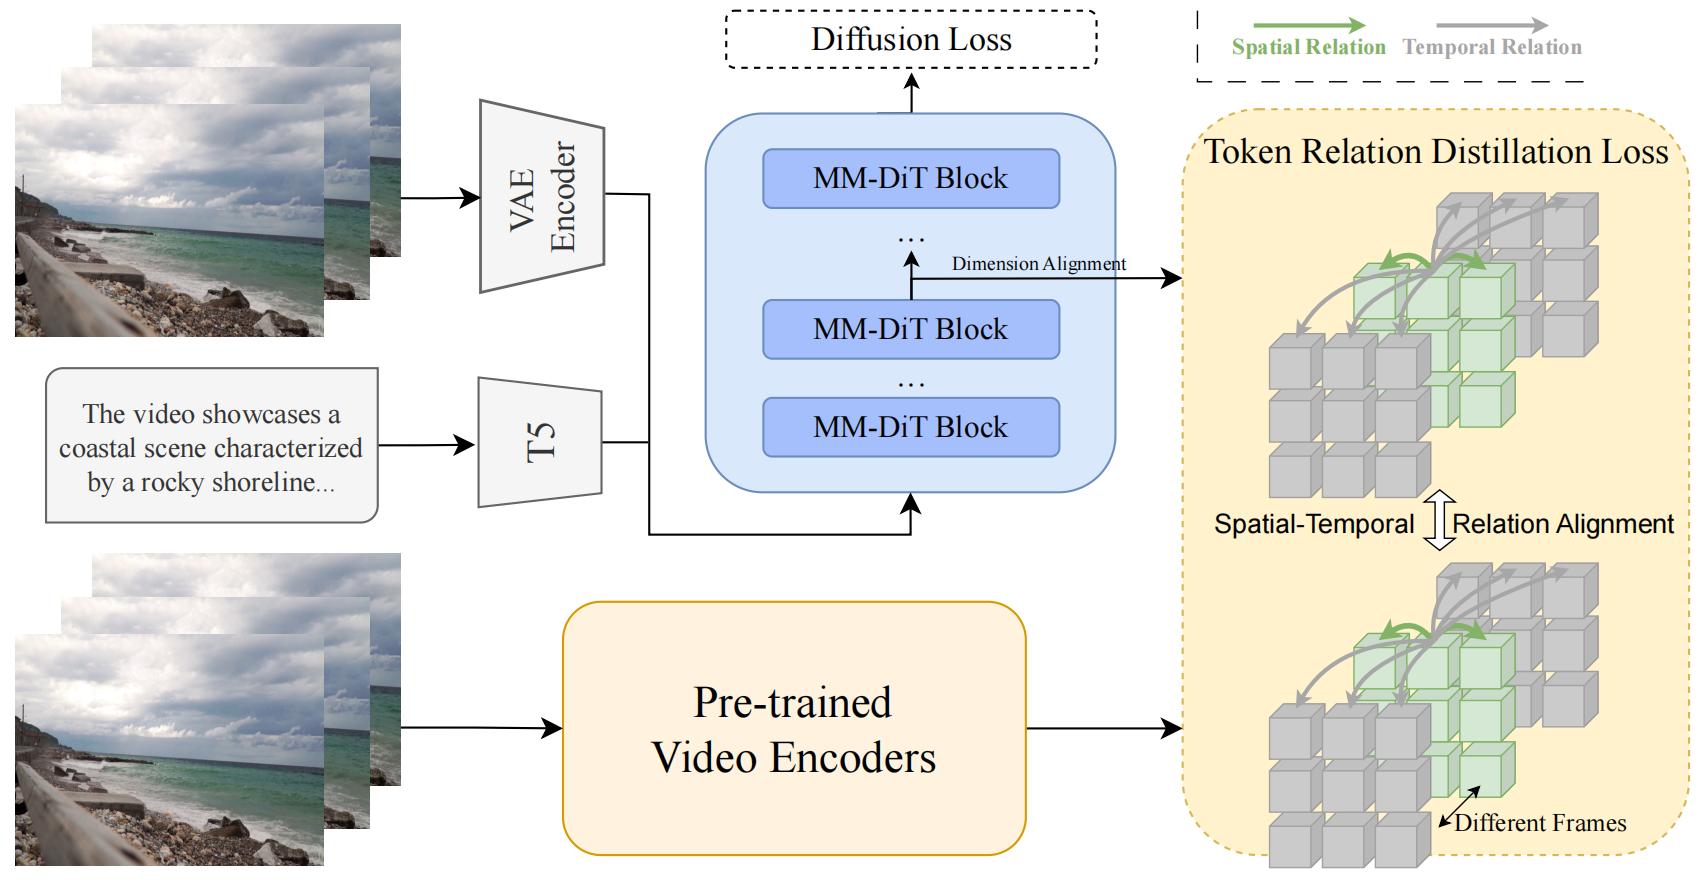 Diffusion Loss
Spatial Relation
Temporal Relation
VAE
Encoder
MM-DiT Block
...
Dimension Alignment
MM-DiT Block
...
MM-DiT Block
The video showcases a
coastal scene characterized
by a rocky shoreline...
T5
Token Relation Distillation Loss
Spatial-Temporal
Relation Alignment
Pre-trained
Video Encoders
Different Frames